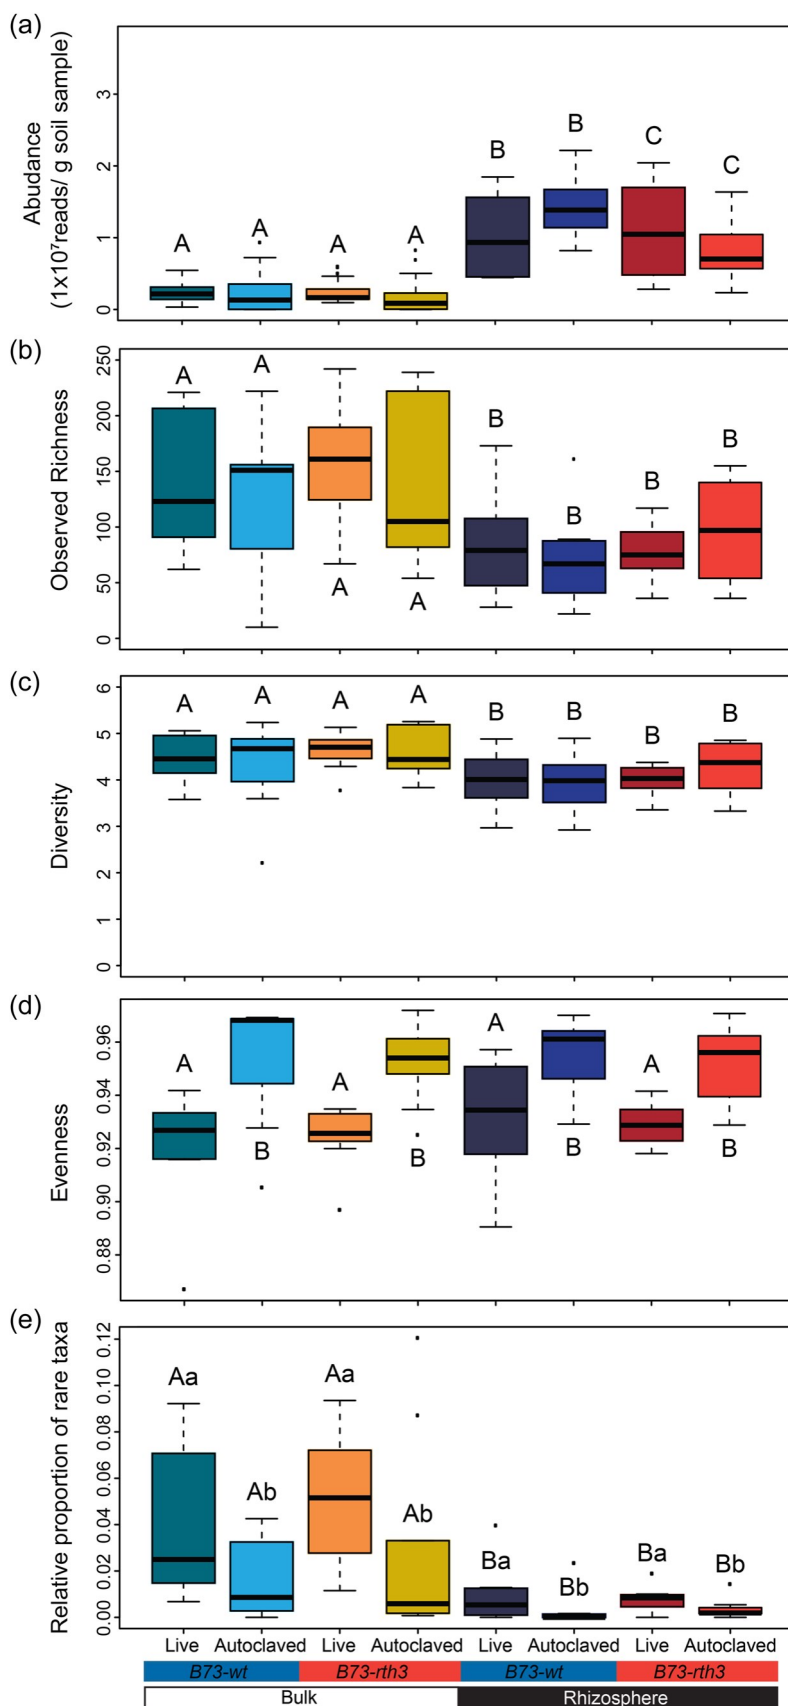 (a)
Abudance
(1x10⁷reads/ g soil sample)
3
2
1
0
A
A
A
A
B
B
C
C
(b)
Observed Richness
250
200
150
100
50
0
A
A
A
A
B
B
B
B
(c)
Diversity
6
5
4
3
2
1
0
A
A
A
A
B
B
B
B
(d)
Evenness
0.96
0.94
0.92
0.90
0.88
A
B
A
B
A
B
A
B
(e)
Relative proportion of rare taxa
0.12
0.10
0.08
0.06
0.04
0.02
0.00
Aa
Ab
Aa
Ab
Ba
Bb
Ba
Bb
Live Autoclaved Live Autoclaved Live Autoclaved Live Autoclaved
B73-wt B73-rth3 B73-wt B73-rth3
Bulk Rhizosphere